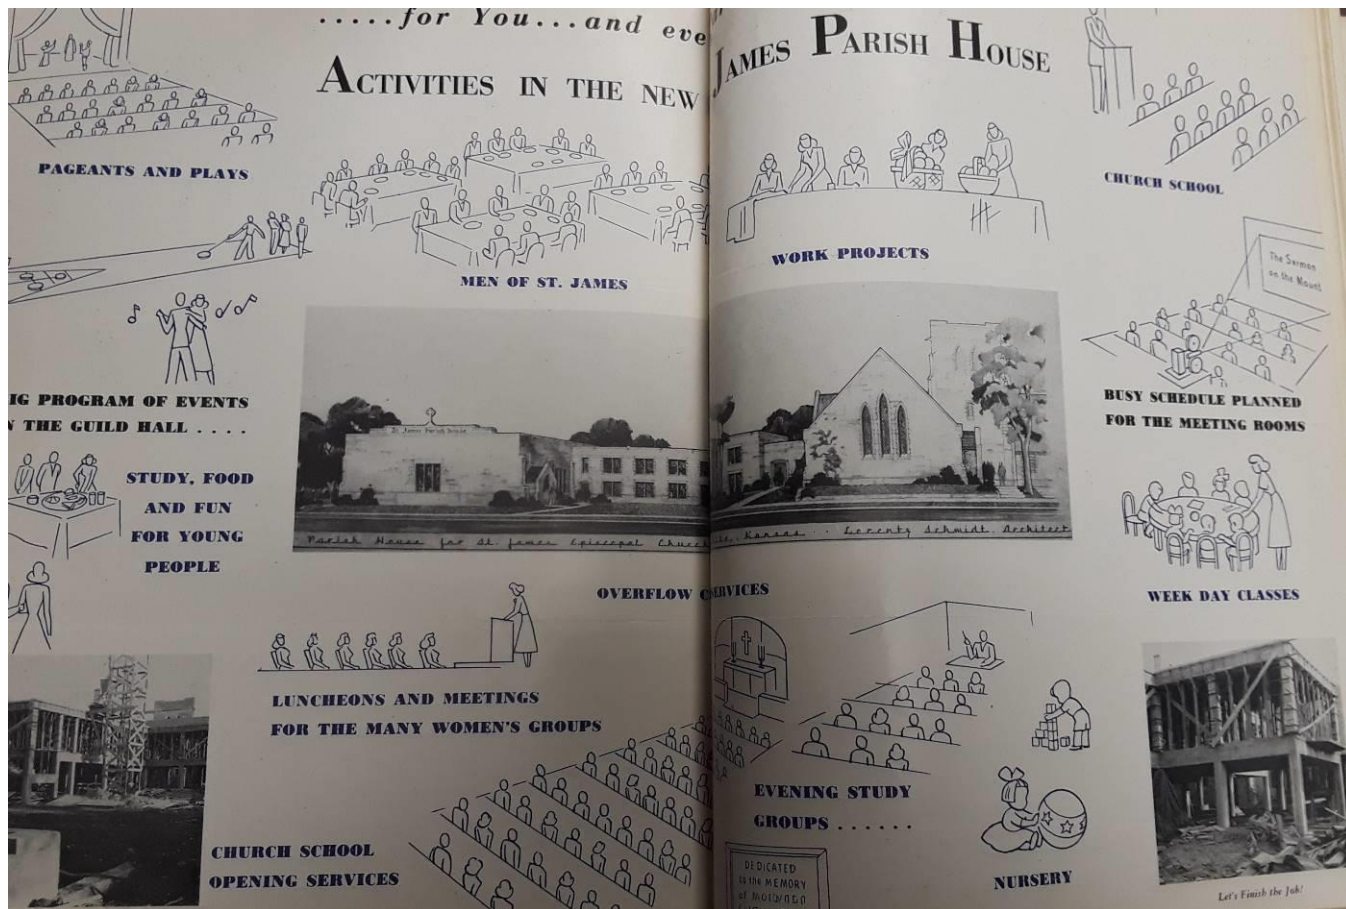 .....for You...and eve
ACTIVITIES IN THE NEW
JAMES PARISH HOUSE
PAGEANTS AND PLAYS
MEN OF ST. JAMES
WORK PROJECTS
CHURCH SCHOOL
The Sermon
on the Mount
IG PROGRAM OF EVENTS
N THE GUILD HALL ....
BUSY SCHEDULE PLANNED
FOR THE MEETING ROOMS
STUDY, FOOD
AND FUN
FOR YOUNG
PEOPLE
St. James Parish House
Parish House for St. James Episcopal Church
Kansas . . Lorentz Schmidt. Architect
WEEK DAY CLASSES
OVERFLOW
SERVICES
LUNCHEONS AND MEETINGS
FOR THE MANY WOMEN'S GROUPS
EVENING STUDY
GROUPS ......
CHURCH SCHOOL
OPENING SERVICES
DEDICATED
to the MEMORY
of
NURSERY
Let's Finish the Job!